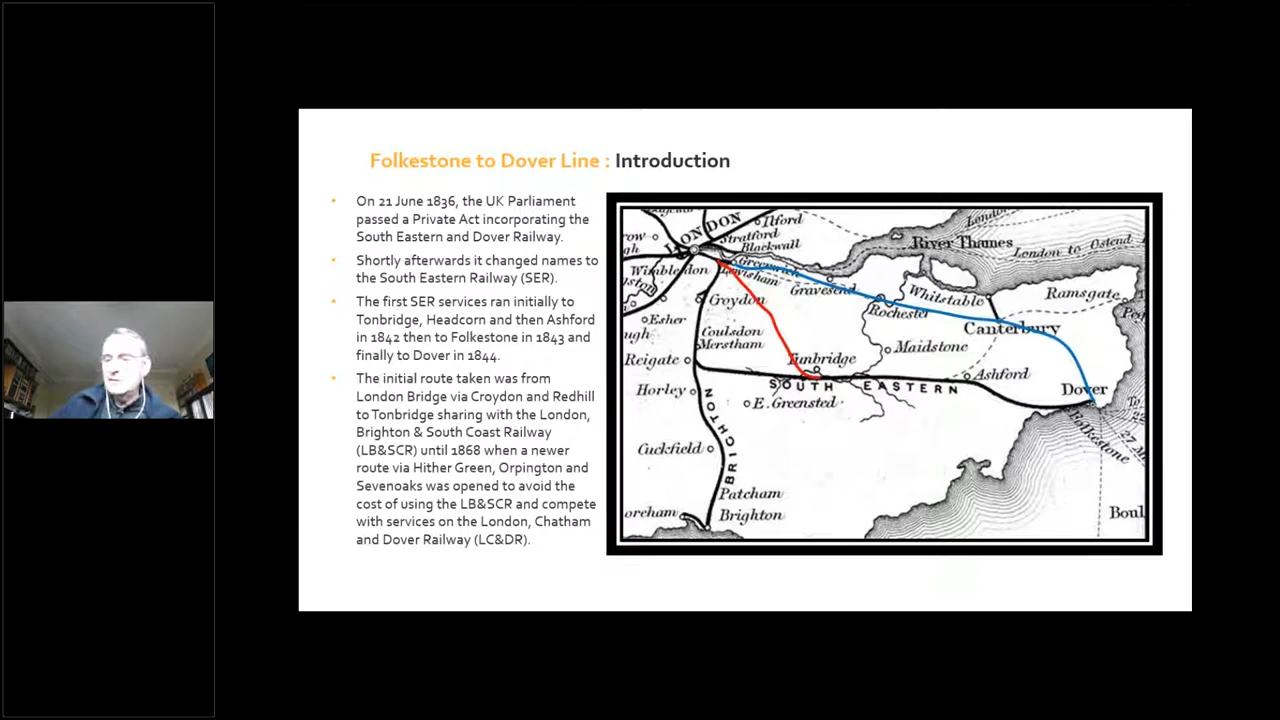 Folkestone to Dover Line : Introduction
• On 21 June 1836, the UK Parliament
passed a Private Act incorporating the
South Eastern and Dover Railway.
• Shortly afterwards it changed names to
the South Eastern Railway (SER).
• The first SER services ran initially to
Tonbridge, Headcorn and then Ashford
in 1842 then to Folkestone in 1843 and
finally to Dover in 1844.
• The initial route taken was from
London Bridge via Croydon and Redhill
to Tonbridge sharing with the London,
Brighton & South Coast Railway
(LB&SCR) until 1868 when a newer
route via Hither Green, Orpington and
Sevenoaks was opened to avoid the
cost of using the LB&SCR and compete
with services on the London, Chatham
and Dover Railway (LC&DR).
LONDON
Ilford
Stratford
Blackwall
River Thames
London to Ostend
Wimbledon
Greenwich
Lewisham
Gravesend
Whitstable
Ramsgate
Croydon
Rochester
Esher
Canterbury
Coulsdon
Merstham
Maidstone
Reigate
Tunbridge
Ashford
SOUTH EASTERN
Horley
E. Greensted
Dover
Folkestone
BRIGHTON
Cuckfield
Patcham
oreham
Brighton
Boul